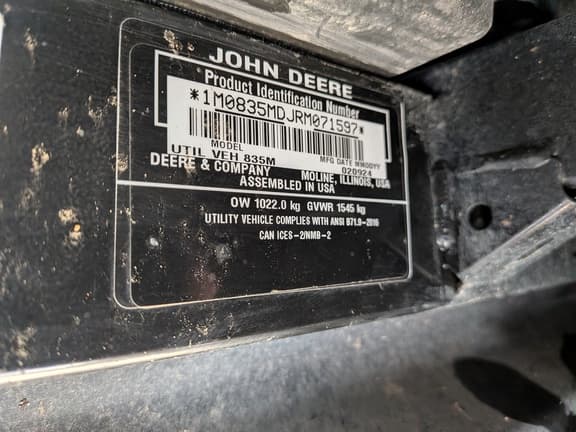 JOHN DEERE
Product Identification Number
*1M0835MDJRM071597*
MODEL
UTIL VEH 835M
MFG DATE MMDDYY
020924
DEERE & COMPANY MOLINE, ILLINOIS, USA
ASSEMBLED IN USA
OW 1022.0 kg GVWR 1545 kg
UTILITY VEHICLE COMPLIES WITH ANSI B71.9-2016
CAN ICES-2/NMB-2